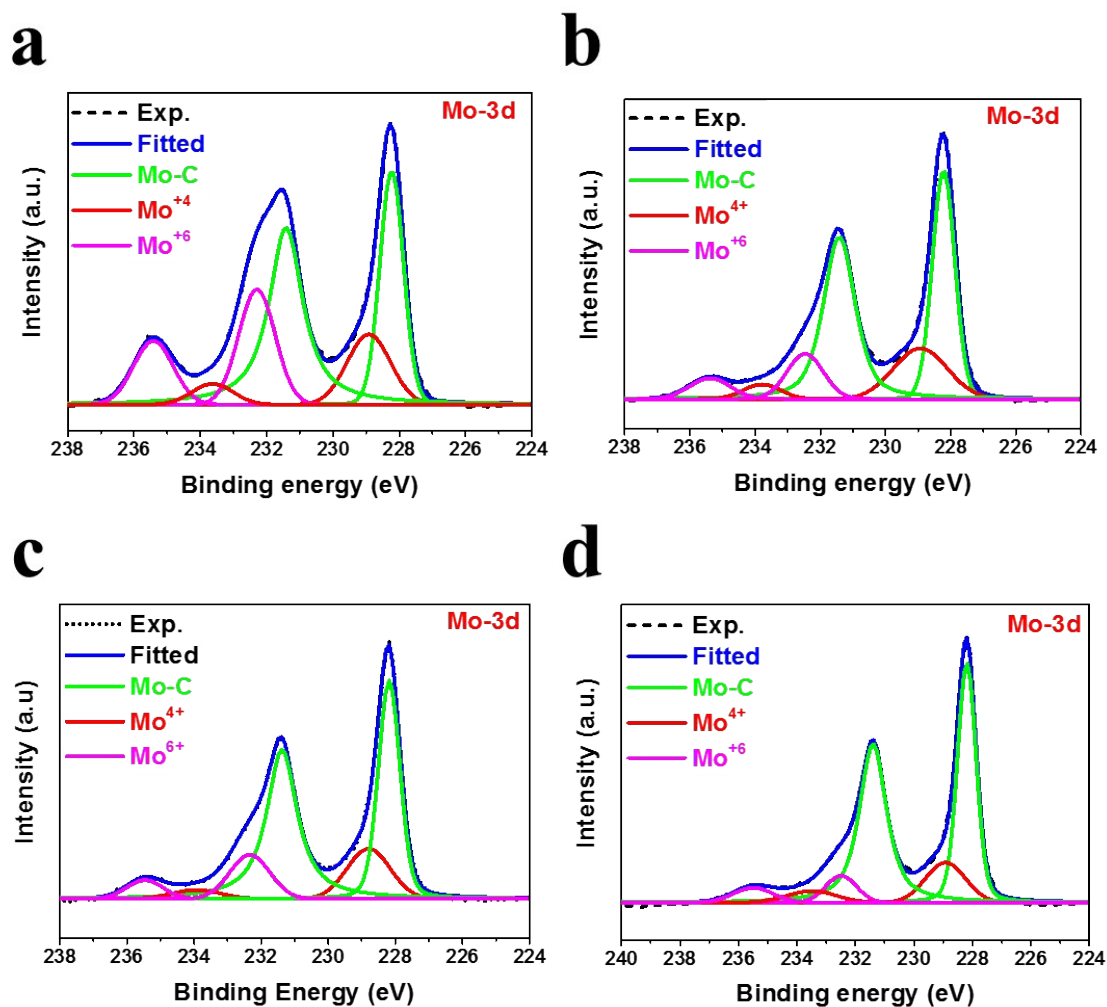 a
Exp.
Mo-3d
Fitted
Mo-C
Mo+4
Mo+6
Intensity (a.u.)
238 236 234 232 230 228 226 224
Binding energy (eV)
b
Exp.
Mo-3d
Fitted
Mo-C
Mo4+
Mo+6
Intensity (a.u.)
238 236 234 232 230 228 226 224
Binding energy (eV)
c
Exp.
Mo-3d
Fitted
Mo-C
Mo4+
Mo6+
Intensity (a.u)
238 236 234 232 230 228 226 224
Binding Energy (eV)
d
Exp.
Mo-3d
Fitted
Mo-C
Mo4+
Mo+6
Intensity (a.u.)
240 238 236 234 232 230 228 226 224
Binding energy (eV)